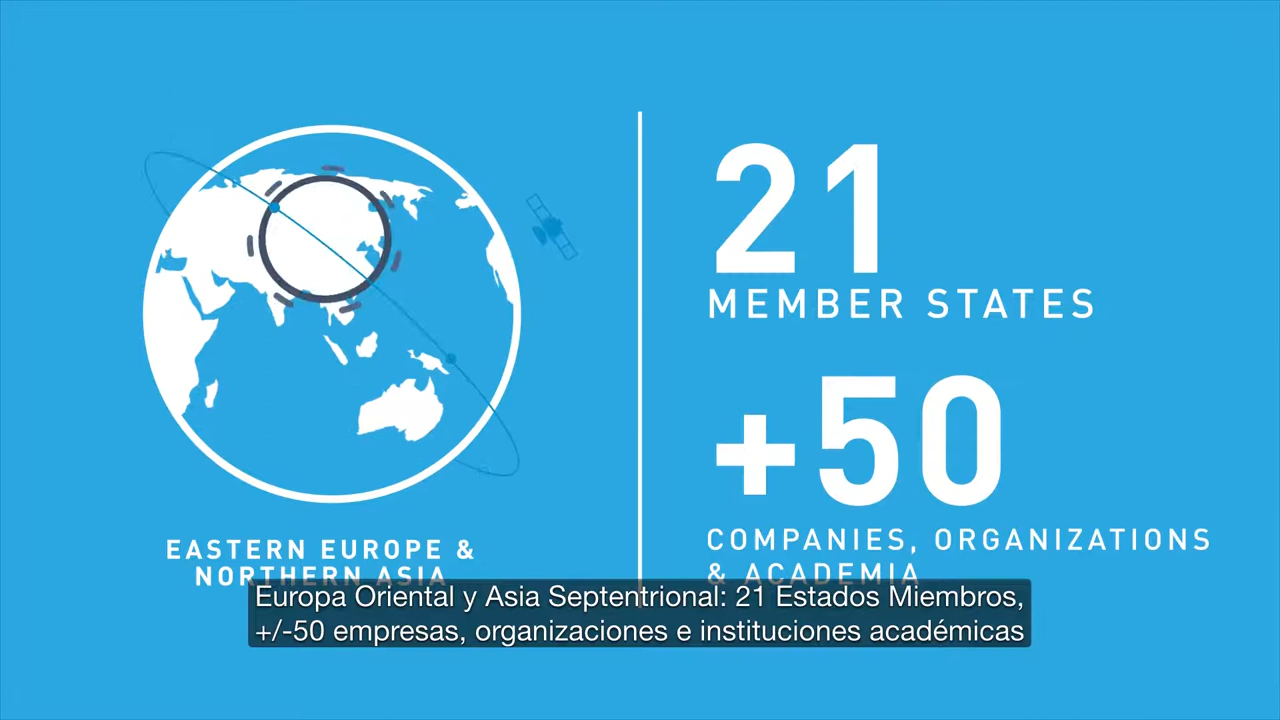 EASTERN EUROPE &
NORTHERN ASIA
21
MEMBER STATES
+50
COMPANIES, ORGANIZATIONS
& ACADEMIA
Europa Oriental y Asia Septentrional: 21 Estados Miembros,
+/-50 empresas, organizaciones e instituciones académicas